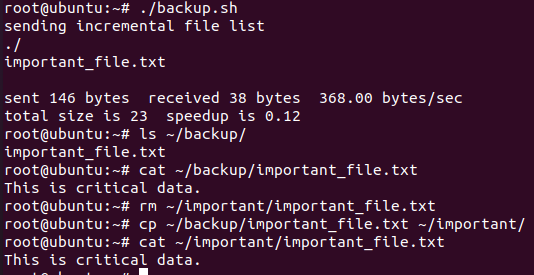 root@ubuntu:~# ./backup.sh
sending incremental file list
./
important_file.txt

sent 146 bytes  received 38 bytes  368.00 bytes/sec
total size is 23  speedup is 0.12
root@ubuntu:~# ls ~/backup/
important_file.txt
root@ubuntu:~# cat ~/backup/important_file.txt
This is critical data.
root@ubuntu:~# rm ~/important/important_file.txt
root@ubuntu:~# cp ~/backup/important_file.txt ~/important/
root@ubuntu:~# cat ~/important/important_file.txt
This is critical data.
root@ubuntu:~#